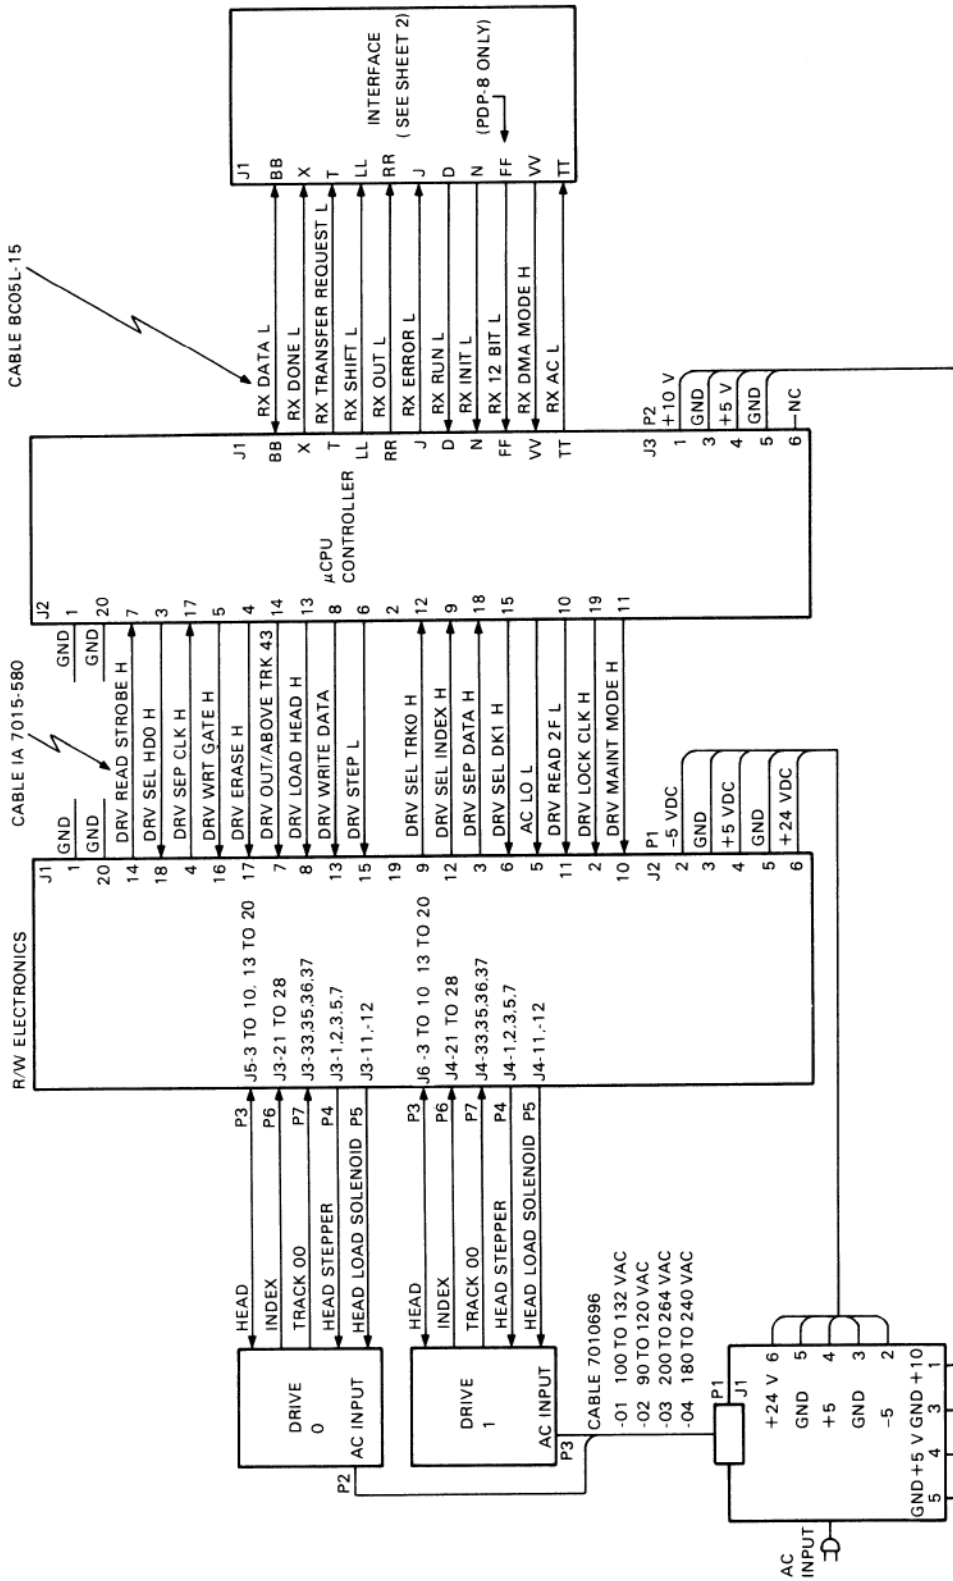 CABLE BC05L-15
J1
INTERFACE
(SEE SHEET 2)
(PDP-8 ONLY)
BB
X
T
LL
RR
J
D
N
FF
VV
TT
RX DATA L
RX DONE L
RX TRANSFER REQUEST L
RX SHIFT L
RX OUT L
RX ERROR L
RX RUN L
RX INIT L
RX 12 BIT L
RX DMA MODE H
RX AC L
J1
BB
X
T
LL
RR
J
D
N
FF
VV
TT
J3 P2
1 +10 V
3 GND
4 +5 V
5 GND
6 NC
µCPU
CONTROLLER
J2
1 GND
20 GND
7
3
17
5
4
14
13
8
6
2
12
9
18
15
10
19
11
CABLE IA 7015-580
GND
GND
DRV READ STROBE H
DRV SEL HD0 H
DRV SEP CLK H
DRV WRT GATE H
DRV ERASE H
DRV OUT/ABOVE TRK 43
DRV LOAD HEAD H
DRV WRITE DATA
DRV STEP L
DRV SEL TRK0 H
DRV SEL INDEX H
DRV SEP DATA H
DRV SEL DK1 H
AC LO L
DRV READ 2F L
DRV LOCK CLK H
DRV MAINT MODE H
R/W ELECTRONICS
J1
1
20
14
18
4
16
17
7
8
13
15
19
9
12
3
6
5
11
2
10
J2 P1
2 -5 VDC
3 GND
4 +5 VDC
5 GND
6 +24 VDC
J5-3 TO 10, 13 TO 20
J3-21 TO 28
J3-33,35,36,37
J3-1,2,3,5,7
J3-11,-12
J6-3 TO 10 13 TO 20
J4-21 TO 28
J4-33,35,36,37
J4-1,2,3,5,7
J4-11,-12
HEAD P3
INDEX P6
TRACK 00 P7
HEAD STEPPER P4
HEAD LOAD SOLENOID P5
HEAD P3
INDEX P6
TRACK 00 P7
HEAD STEPPER P4
HEAD LOAD SOLENOID P5
DRIVE
0
AC INPUT
P2
DRIVE
1
AC INPUT
P3
CABLE 7010696
-01 100 TO 132 VAC
-02 90 TO 120 VAC
-03 200 TO 264 VAC
-04 180 TO 240 VAC
P1
J1
+24 V 6
GND 5
+5 4
GND 3
-5 2
GND +5 V GND +10
5 4 3 1
AC
INPUT